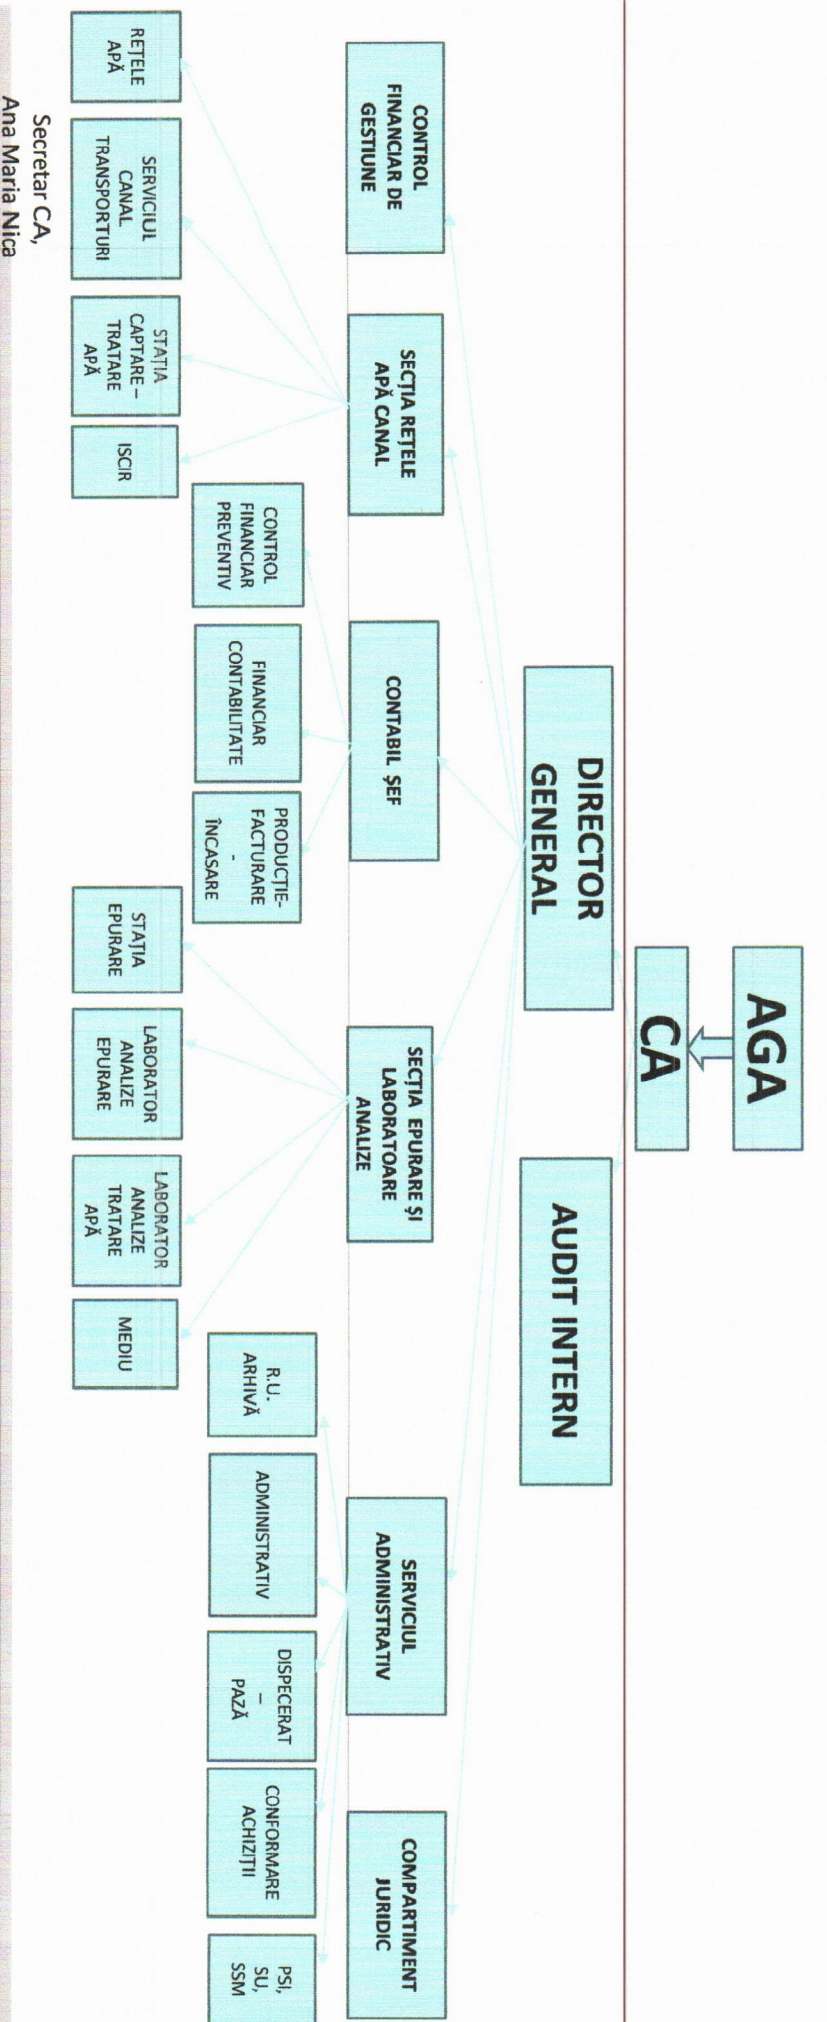 AGA
CA
DIRECTOR
GENERAL
AUDIT INTERN
CONTROL
FINANCIAR DE
GESTIUNE
SECȚIA REȚELE
APĂ CANAL
CONTABIL ȘEF
SECȚIA EPURARE ȘI
LABORATOARE
ANALIZE
SERVICIUL
ADMINISTRATIV
COMPARTIMENT
JURIDIC
CONTROL
FINANCIAR
PREVENTIV
FINANCIAR
CONTABILITATE
PRODUCȚIE-
FACTURARE
-
ÎNCASARE
R.U.
ARHIVĂ
ADMINISTRATIV
DISPECERAT
–
PAZĂ
CONFORMARE
ACHIZIȚII
PSI,
SU,
SSM
REȚELE
APĂ
SERVICIUL
CANAL
TRANSPORTURI
STAȚIA
CAPTARE–
TRATARE
APĂ
ISCIR
STAȚIA
EPURARE
LABORATOR
ANALIZE
EPURARE
LABORATOR
ANALIZE
TRATARE
APĂ
MEDIU
Secretar CA,
Ana Maria Nica